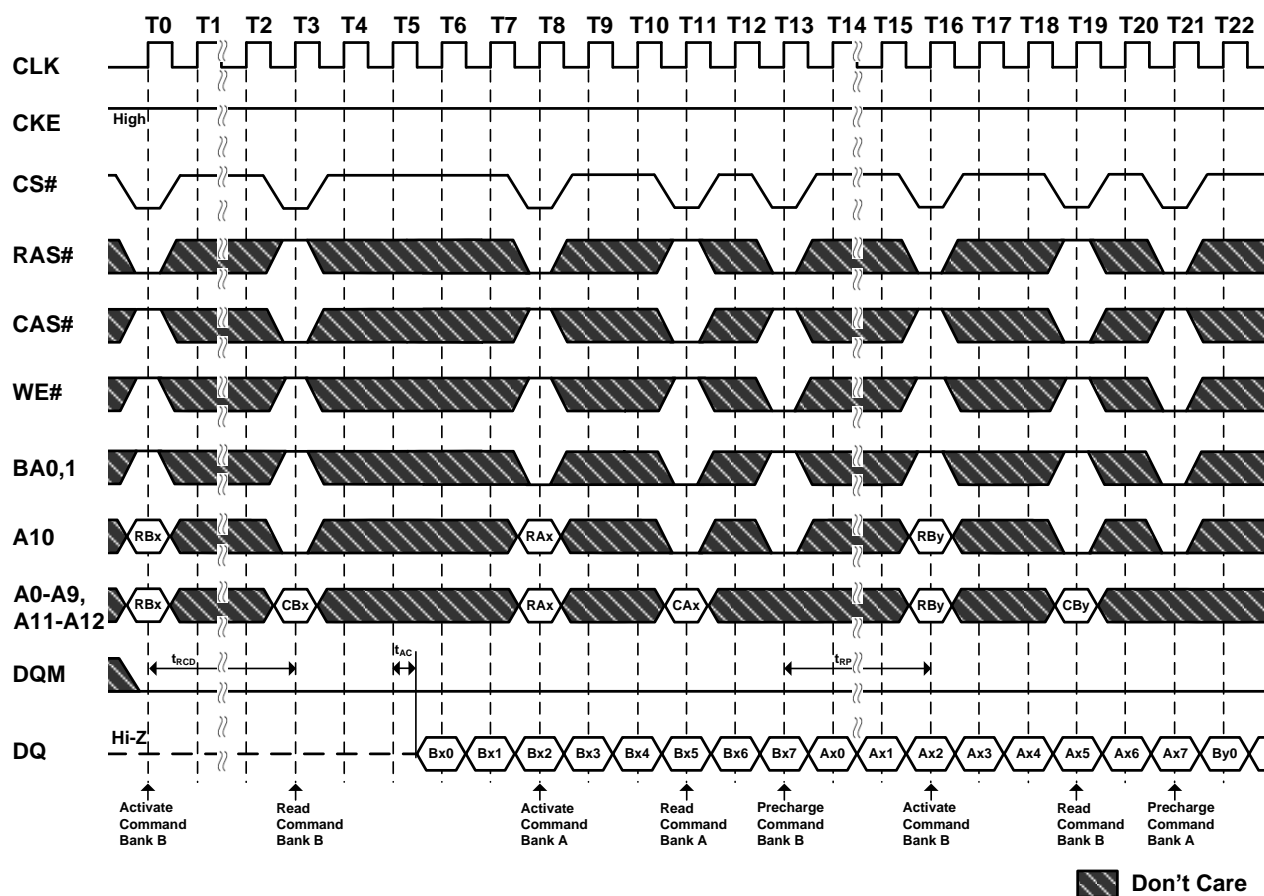 T0 T1 T2 T3 T4 T5 T6 T7 T8 T9 T10 T11 T12 T13 T14 T15 T16 T17 T18 T19 T20 T21 T22
CLK
CKE
High
CS#
RAS#
CAS#
WE#
BA0,1
A10
RBx RAx RBy
A0-A9,
A11-A12
RBx CBx RAx CAx RBy CBy
DQM
tRCD tAC tRP
DQ
Hi-Z
Bx0 Bx1 Bx2 Bx3 Bx4 Bx5 Bx6 Bx7 Ax0 Ax1 Ax2 Ax3 Ax4 Ax5 Ax6 Ax7 By0
Activate
Command
Bank B
Read
Command
Bank B
Activate
Command
Bank A
Read
Command
Bank A
Precharge
Command
Bank B
Activate
Command
Bank B
Read
Command
Bank B
Precharge
Command
Bank A
Don't Care